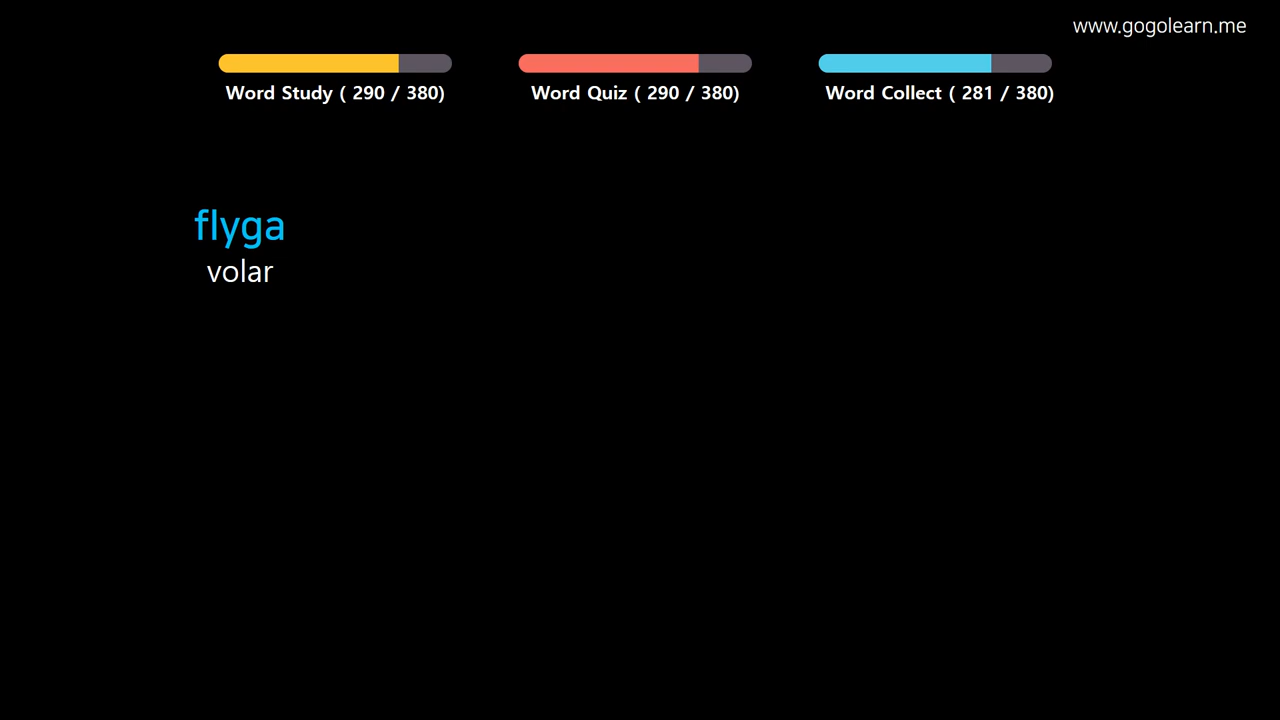 www.gogolearn.me
Word Study ( 290 / 380)
Word Quiz ( 290 / 380)
Word Collect ( 281 / 380)
flyga
volar